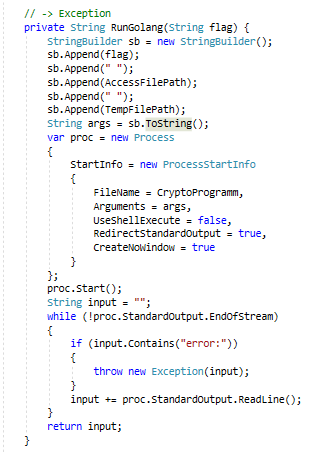 // -> Exception
private String RunGolang(String flag) {
StringBuilder sb = new StringBuilder();
sb.Append(flag);
sb.Append(" ");
sb.Append(AccessFilePath);
sb.Append(" ");
sb.Append(TempFilePath);
String args = sb.ToString();
var proc = new Process
{
StartInfo = new ProcessStartInfo
{
FileName = CryptoProgramm,
Arguments = args,
UseShellExecute = false,
RedirectStandardOutput = true,
CreateNoWindow = true
}
};
proc.Start();
String input = "";
while (!proc.StandardOutput.EndOfStream)
{
if (input.Contains("error:"))
{
throw new Exception(input);
}
input += proc.StandardOutput.ReadLine();
}
return input;
}